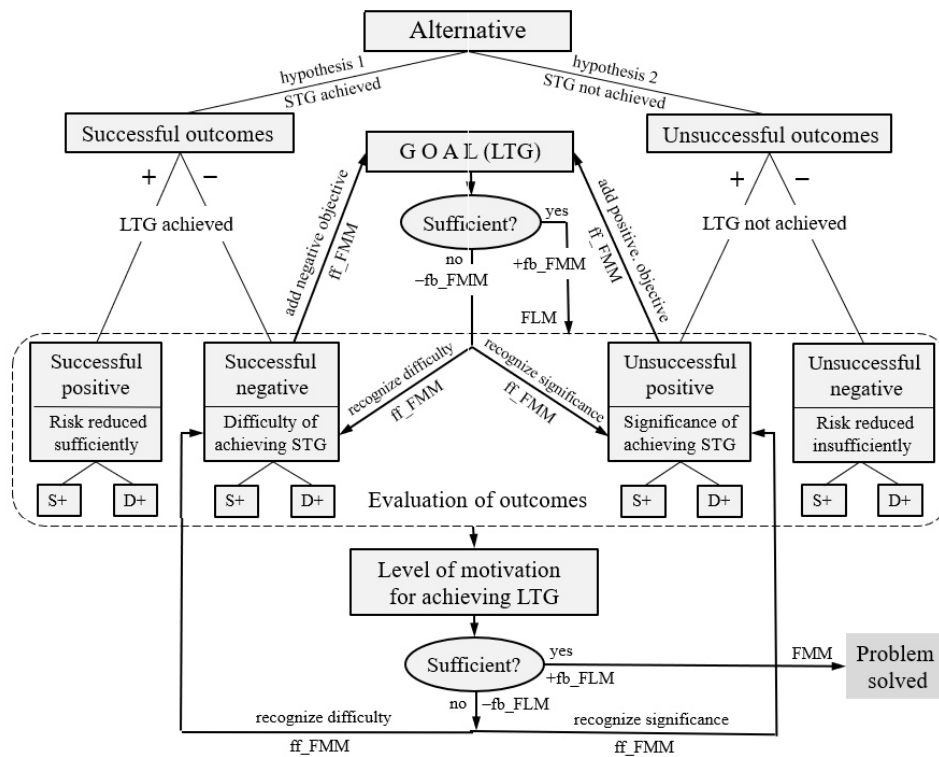 Alternative
hypothesis 1
STG achieved
hypothesis 2
STG not achieved
Successful outcomes
Unsuccessful outcomes
G O A L (LTG)
+
−
+
−
LTG achieved
LTG not achieved
add negative objective
ff_FMM
add positive. objective
ff_FMM
Sufficient?
yes
+fb_FMM
no
−fb_FMM
FLM
recognize difficulty
ff_FMM
recognize significance
ff_FMM
Successful
positive
Risk reduced
sufficiently
Successful
negative
Difficulty of
achieving STG
Unsuccessful
positive
Significance of
achieving STG
Unsuccessful
negative
Risk reduced
insufficiently
S+
D+
S+
D+
S+
D+
S+
D+
Evaluation of outcomes
Level of motivation
for achieving LTG
Sufficient?
yes
+fb_FLM
FMM
Problem
solved
no
−fb_FLM
recognize difficulty
ff_FMM
recognize significance
ff_FMM